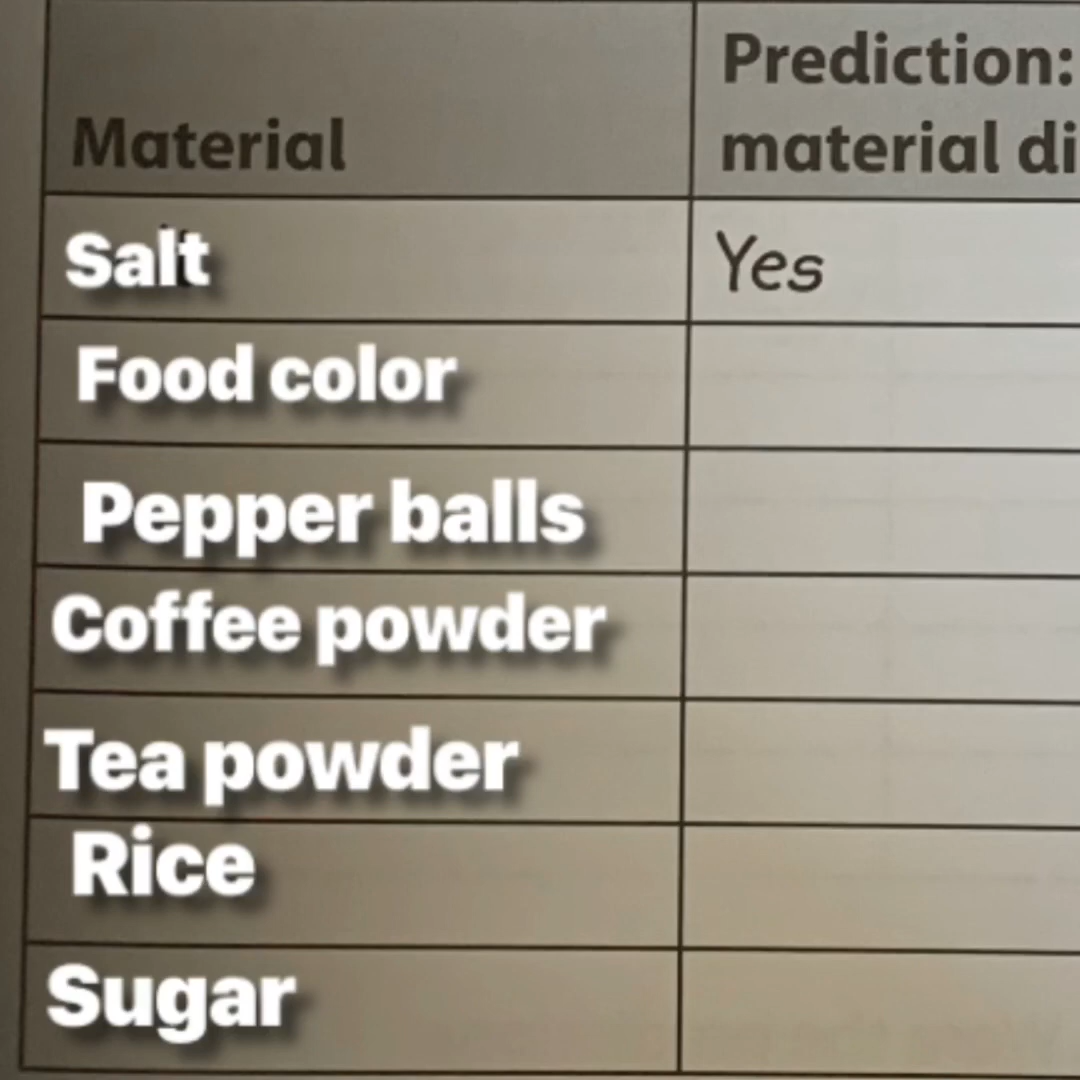 Material
Prediction:
material di
Salt
Yes
Food color
Pepper balls
Coffee powder
Tea powder
Rice
Sugar